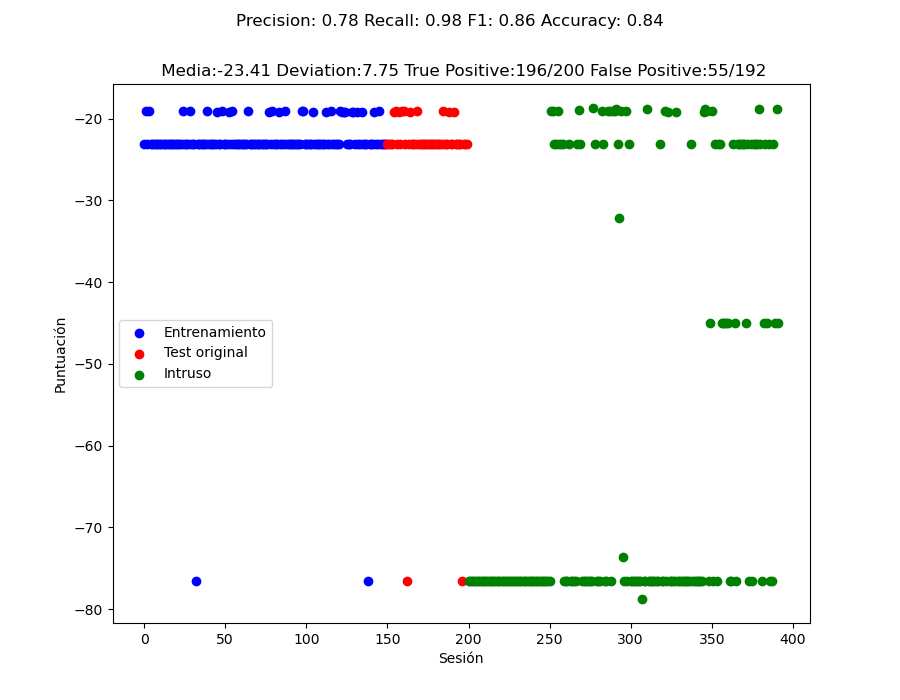 Precision: 0.78 Recall: 0.98 F1: 0.86 Accuracy: 0.84
Media:-23.41 Deviation:7.75 True Positive:196/200 False Positive:55/192
−20
−30
−40
−50
−60
−70
−80
Puntuación
Entrenamiento
Test original
Intruso
0 50 100 150 200 250 300 350 400
Sesión